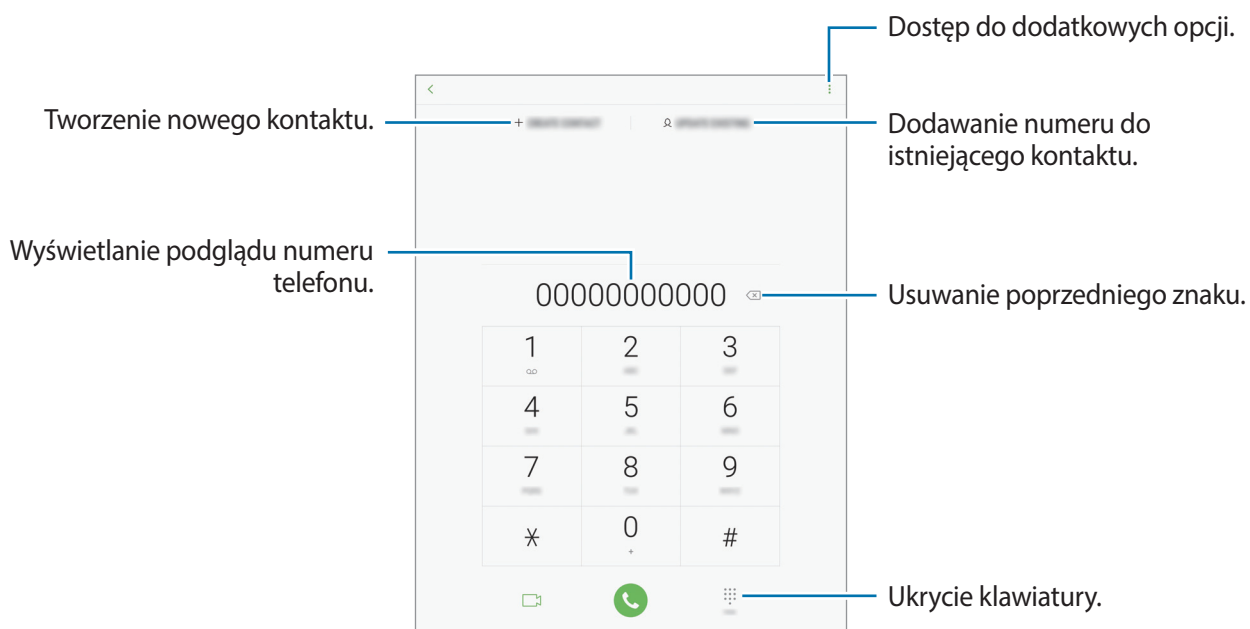 Dostęp do dodatkowych opcji.
Tworzenie nowego kontaktu.
Dodawanie numeru do
istniejącego kontaktu.
Wyświetlanie podglądu numeru
telefonu.
00000000000
Usuwanie poprzedniego znaku.
1 2 3
4 5 6
7 8 9
* 0 #
+
Ukrycie klawiatury.